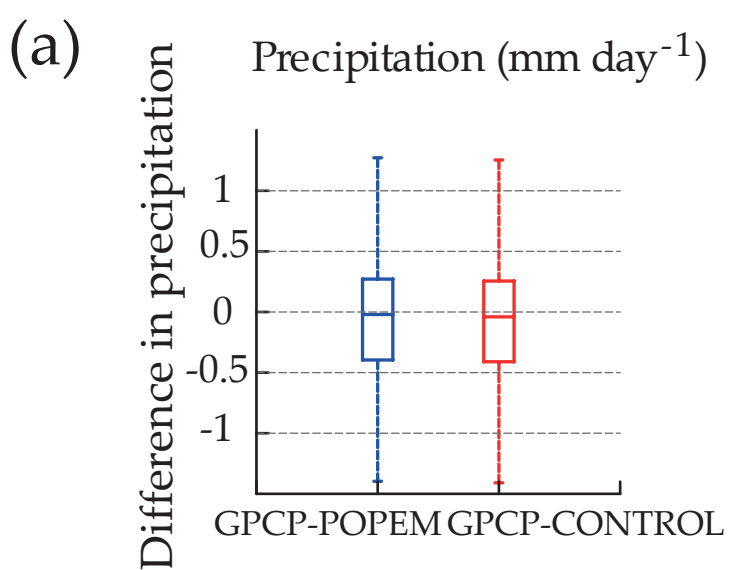 (a)
Precipitation (mm day-1)
Difference in precipitation
1
0.5
0
-0.5
-1
GPCP-POPEM GPCP-CONTROL